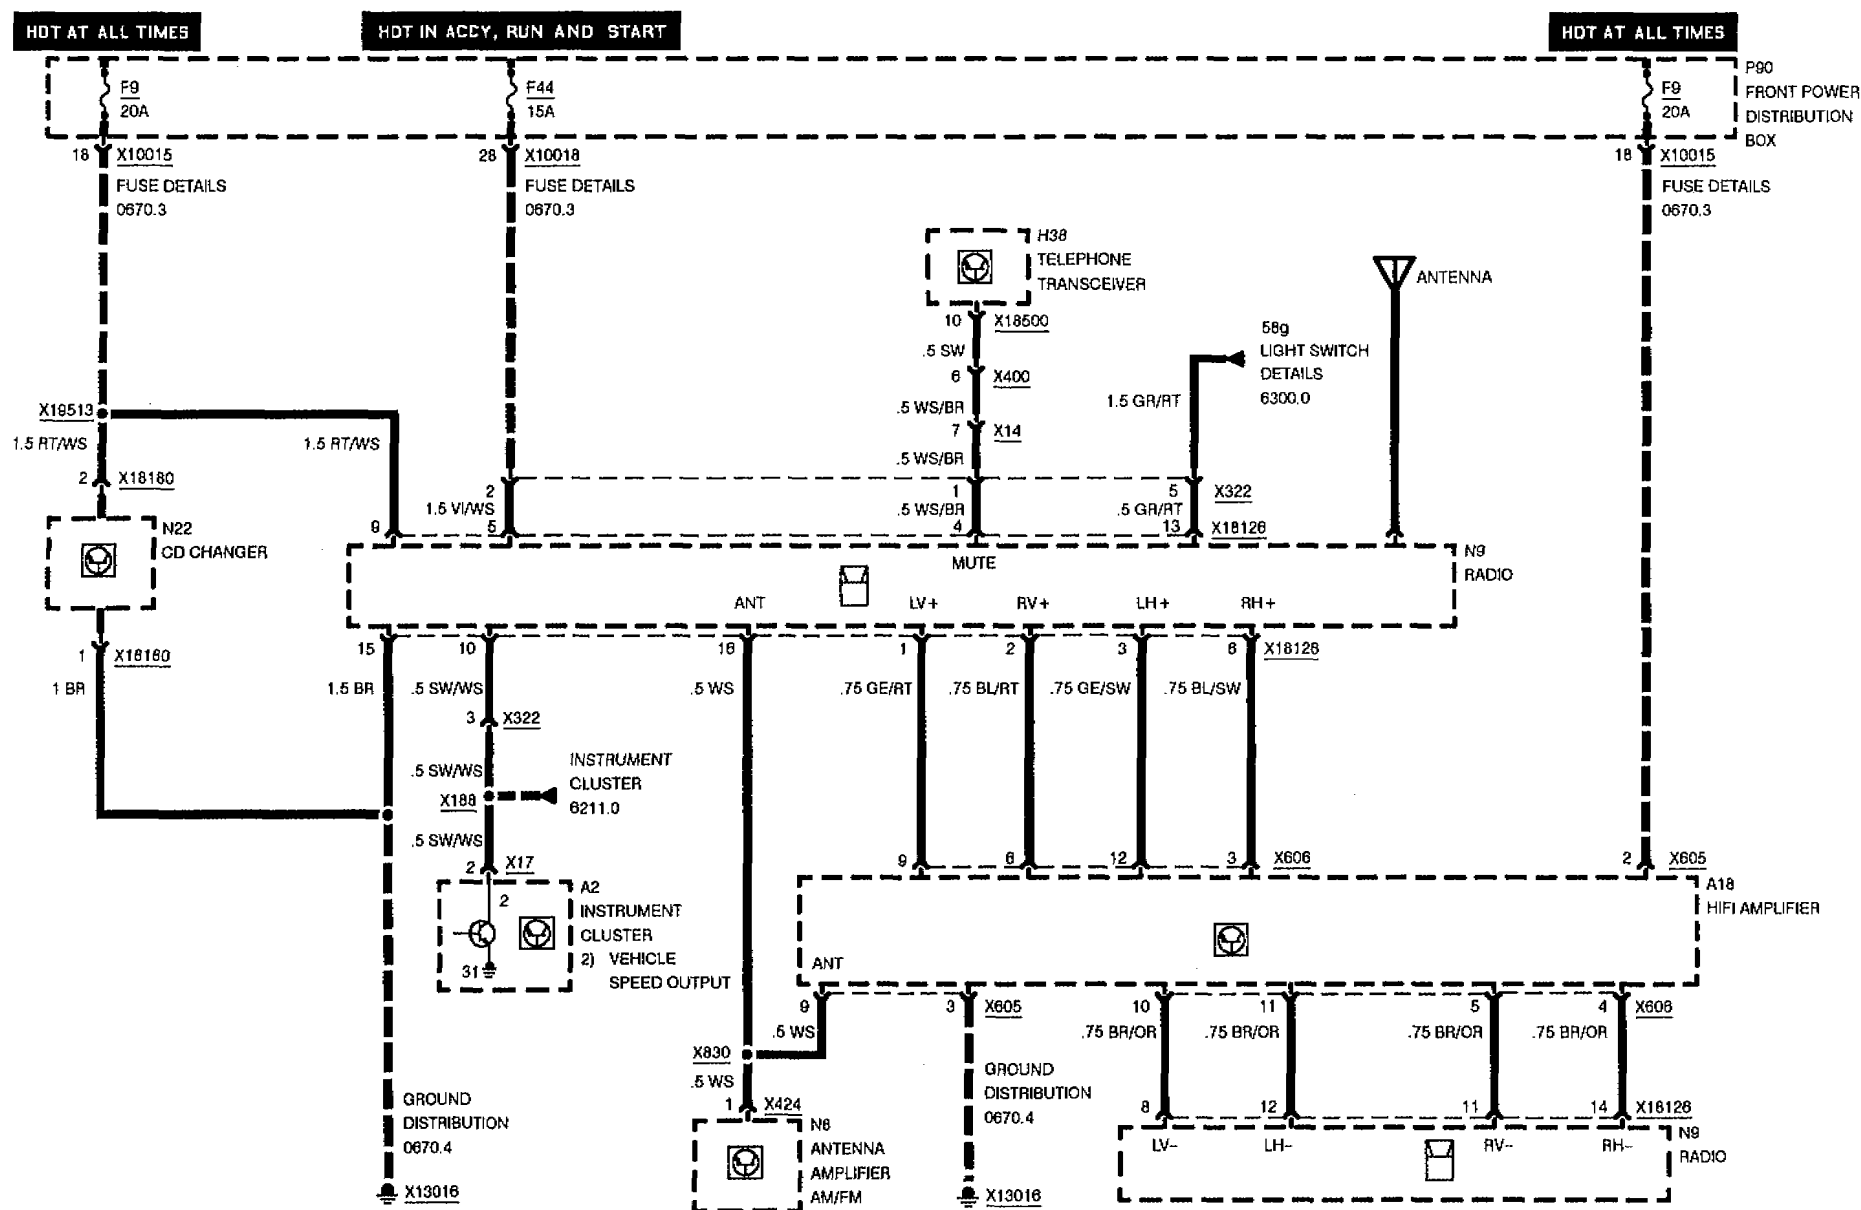 HOT AT ALL TIMES
HOT IN ACCY, RUN AND START
HOT AT ALL TIMES
F9
20A
F44
15A
F9
20A
P90
FRONT POWER
DISTRIBUTION
BOX
18 X10015
FUSE DETAILS
0670.3
28 X10018
FUSE DETAILS
0670.3
18 X10015
FUSE DETAILS
0670.3
H38
TELEPHONE
TRANSCEIVER
10 X18500
.5 SW
6 X400
.5 WS/BR
7 X14
.5 WS/BR
58g
LIGHT SWITCH
DETAILS
6300.0
1.5 GR/RT
ANTENNA
X19513
1.5 RT/WS
1.5 RT/WS
2 X18180
2
1
5 X322
1.5 VI/WS
.5 WS/BR
.5 GR/RT
9
5
4
13 X18126
N22
CD CHANGER
MUTE
N9
RADIO
ANT
LV+
RV+
LH+
RH+
1 X18180
1 BR
15
10
16
1
2
3
6 X18126
1.5 BR
.5 SW/WS
.5 WS
.75 GE/RT
.75 BL/RT
.75 GE/SW
.75 BL/SW
3 X322
.5 SW/WS
X188
INSTRUMENT
CLUSTER
6211.0
.5 SW/WS
2 X17
9
6
12
3 X606
2 X605
A2
INSTRUMENT
CLUSTER
2) VEHICLE
SPEED OUTPUT
2
31
A18
HIFI AMPLIFIER
ANT
9
3 X605
10
11
5
4 X606
.5 WS
.75 BR/OR
.75 BR/OR
.75 BR/OR
.75 BR/OR
X830
.5 WS
1 X424
GROUND
DISTRIBUTION
0670.4
GROUND
DISTRIBUTION
0670.4
8
12
11
14 X18126
N6
ANTENNA
AMPLIFIER
AM/FM
LV-
LH-
RV-
RH-
N9
RADIO
X13016
X13016